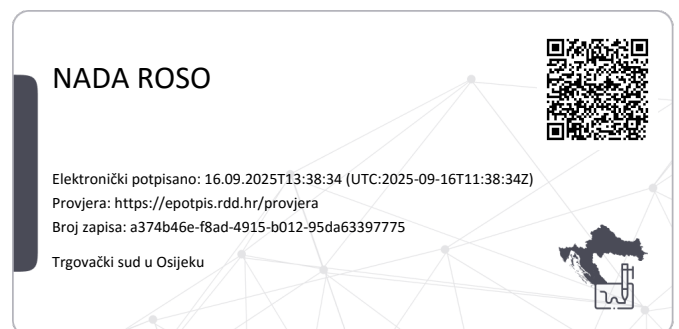 NADA ROSO
Elektronički potpisano: 16.09.2025T13:38:34 (UTC:2025-09-16T11:38:34Z)
Provjera: https://epotpis.rdd.hr/provjera
Broj zapisa: a374b46e-f8ad-4915-b012-95da63397775
Trgovački sud u Osijeku